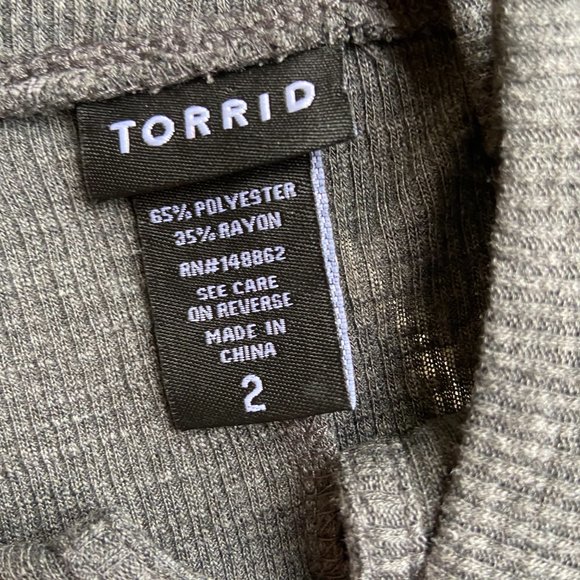 TORRID
65% POLYESTER
35% RAYON
RN#148862
SEE CARE
ON REVERSE
MADE IN
CHINA
2